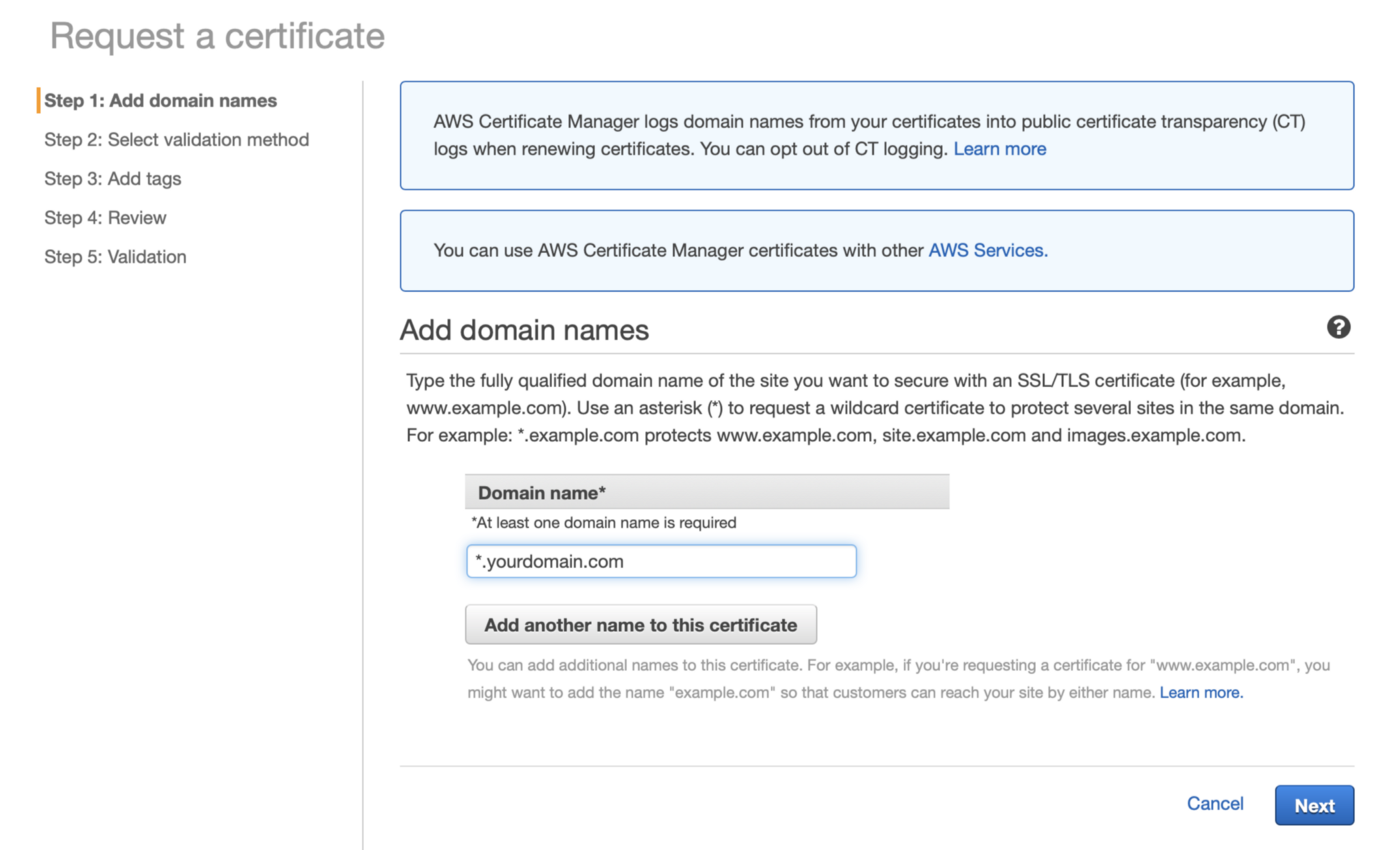 Request a certificate
Step 1: Add domain names
Step 2: Select validation method
Step 3: Add tags
Step 4: Review
Step 5: Validation
AWS Certificate Manager logs domain names from your certificates into public certificate transparency (CT)
logs when renewing certificates. You can opt out of CT logging. Learn more
You can use AWS Certificate Manager certificates with other AWS Services.
Add domain names
?
Type the fully qualified domain name of the site you want to secure with an SSL/TLS certificate (for example,
www.example.com). Use an asterisk (*) to request a wildcard certificate to protect several sites in the same domain.
For example: *.example.com protects www.example.com, site.example.com and images.example.com.
Domain name*
*At least one domain name is required
*.yourdomain.com
Add another name to this certificate
You can add additional names to this certificate. For example, if you're requesting a certificate for "www.example.com", you
might want to add the name "example.com" so that customers can reach your site by either name. Learn more.
Cancel
Next